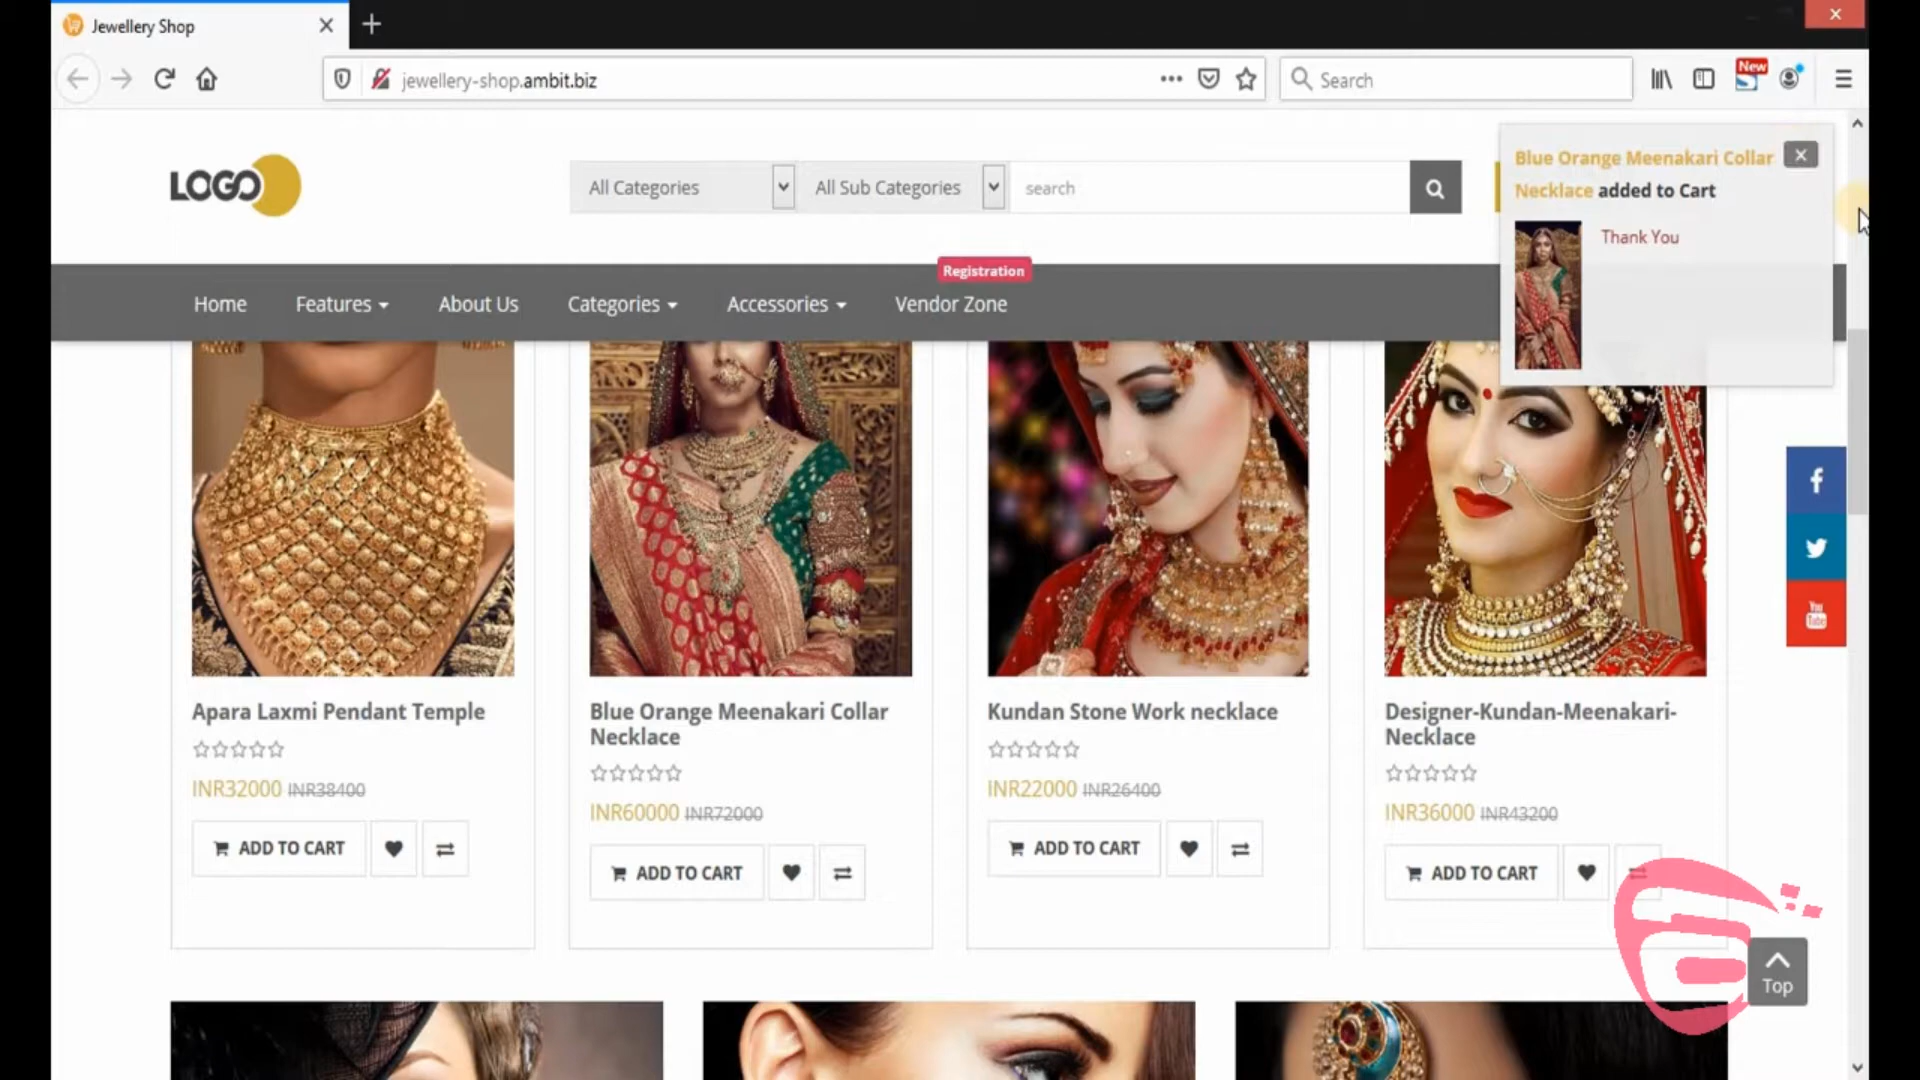 Jewellery Shop
jewellery-shop.ambit.biz
Search
New
LOGO
All Categories
All Sub Categories
search
Blue Orange Meenakari Collar
Necklace added to Cart
Thank You
Registration
Home
Features
About Us
Categories
Accessories
Vendor Zone
Apara Laxmi Pendant Temple
INR32000 INR38400
ADD TO CART
Blue Orange Meenakari Collar
Necklace
INR60000 INR72000
ADD TO CART
Kundan Stone Work necklace
INR22000 INR26400
ADD TO CART
Designer-Kundan-Meenakari-
Necklace
INR36000 INR43200
ADD TO CART
You
Tube
Top